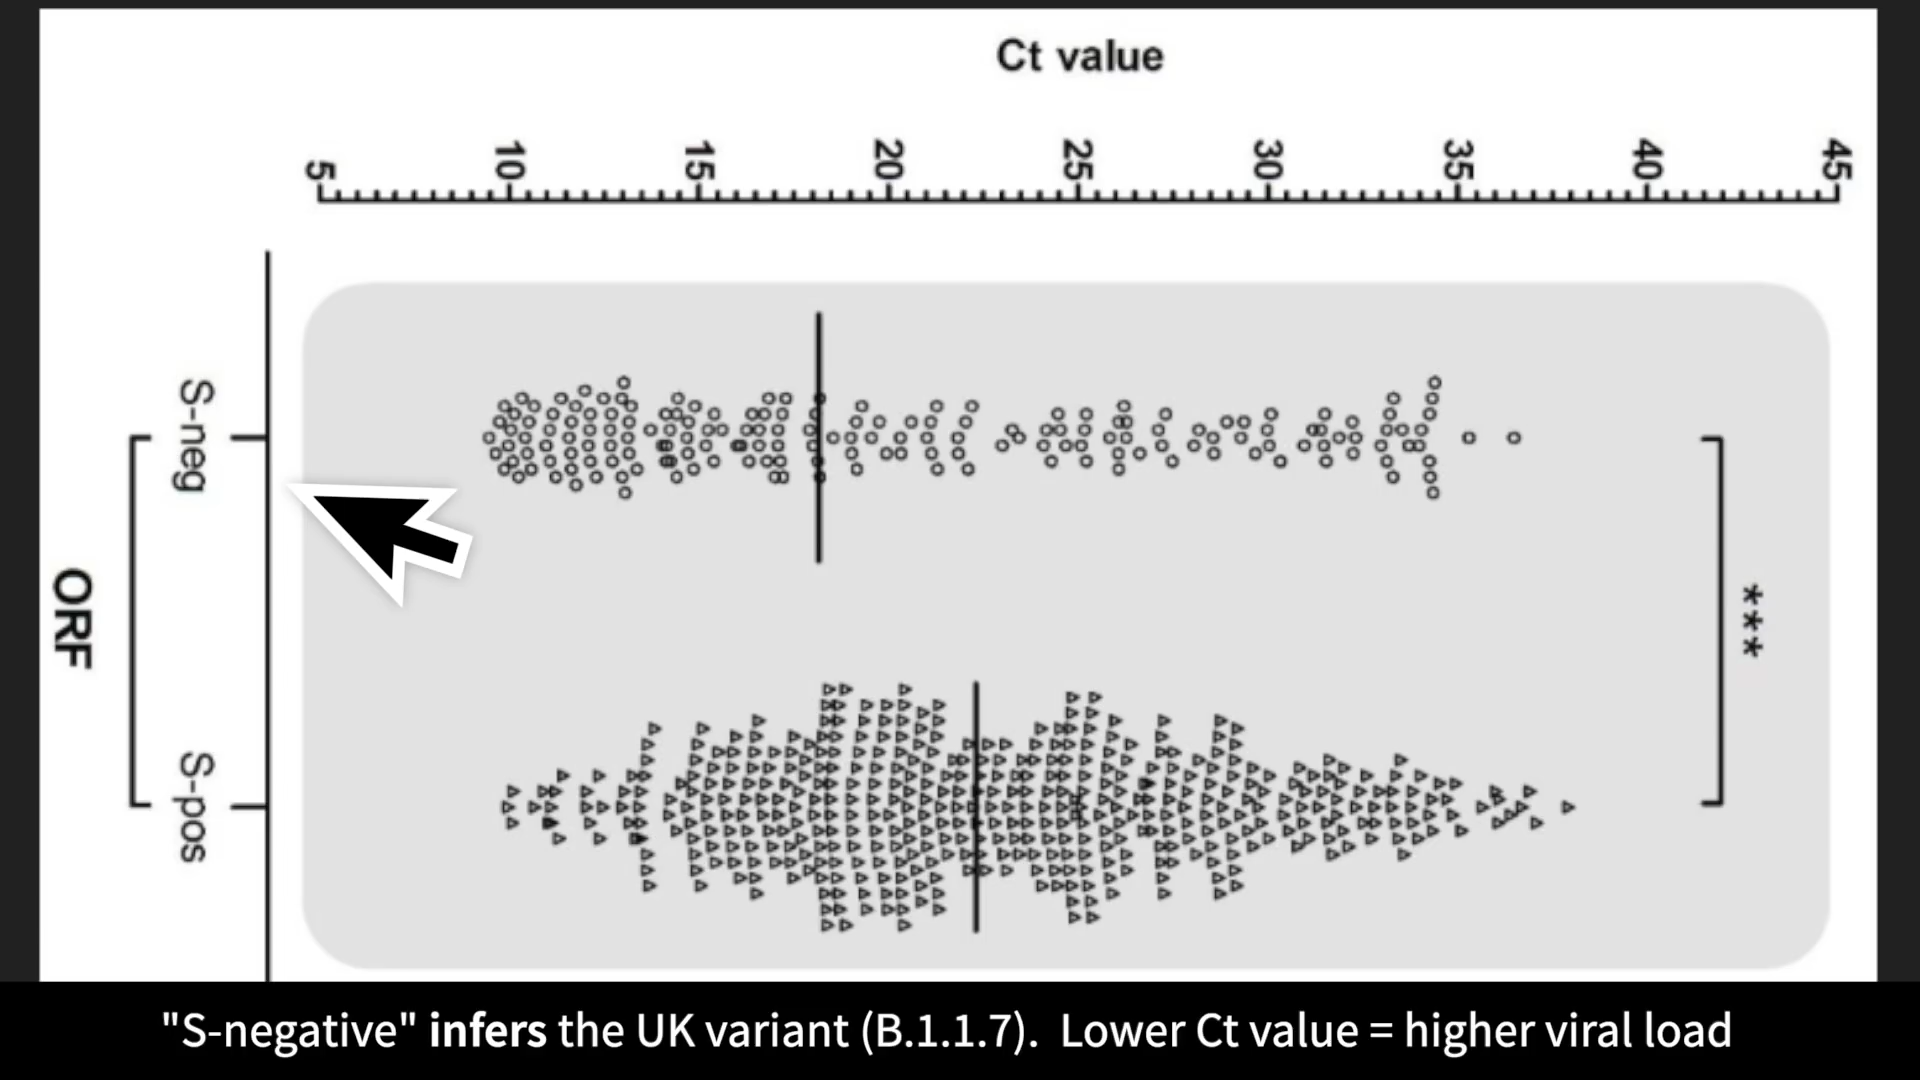 Ct value
5 10 15 20 25 30 35 40 45
S-neg
ORF
***
S-pos
"S-negative" infers the UK variant (B.1.1.7). Lower Ct value = higher viral load